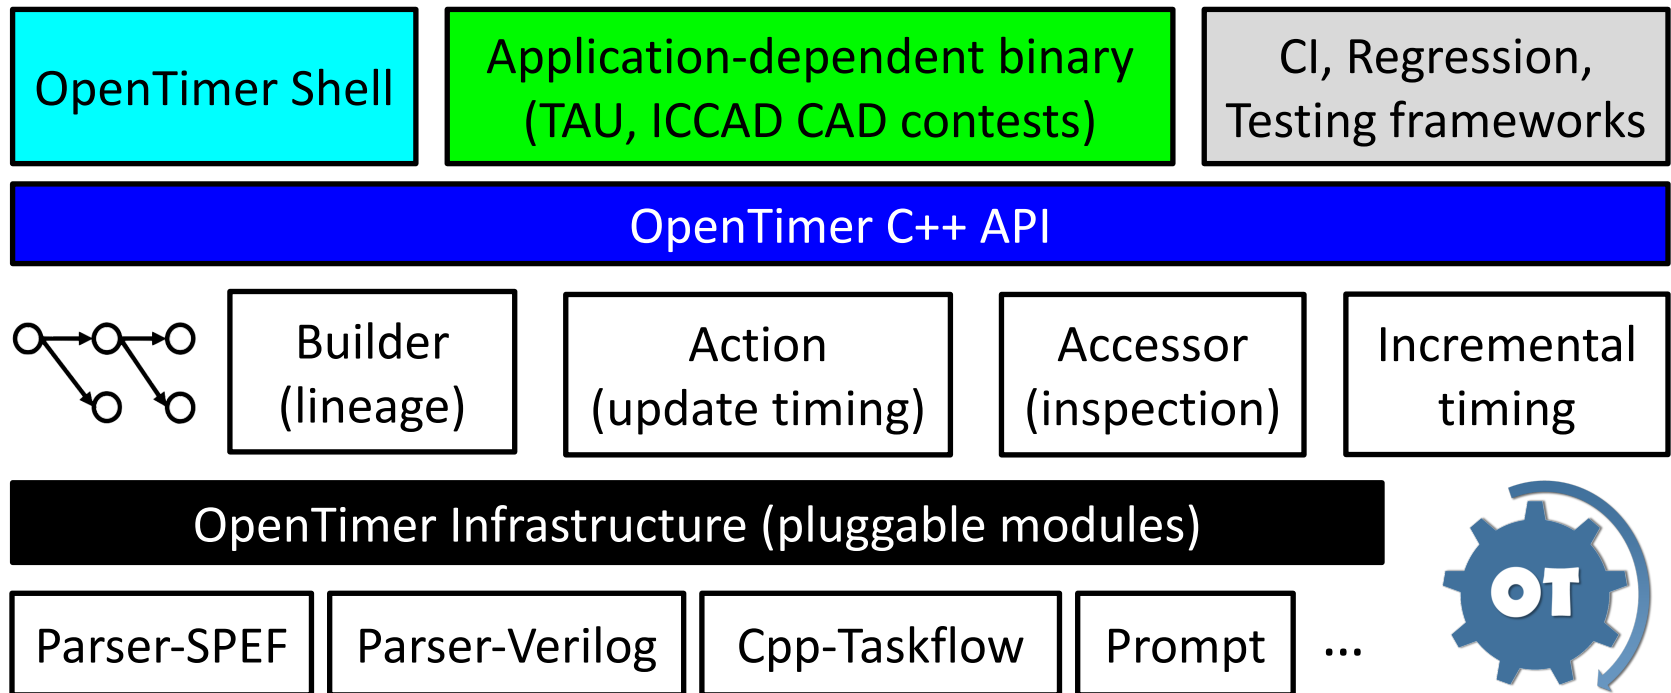 OpenTimer Shell
Application-dependent binary
(TAU, ICCAD CAD contests)
CI, Regression,
Testing frameworks
OpenTimer C++ API
Builder
(lineage)
Action
(update timing)
Accessor
(inspection)
Incremental
timing
OpenTimer Infrastructure (pluggable modules)
Parser-SPEF
Parser-Verilog
Cpp-Taskflow
Prompt
...
OT